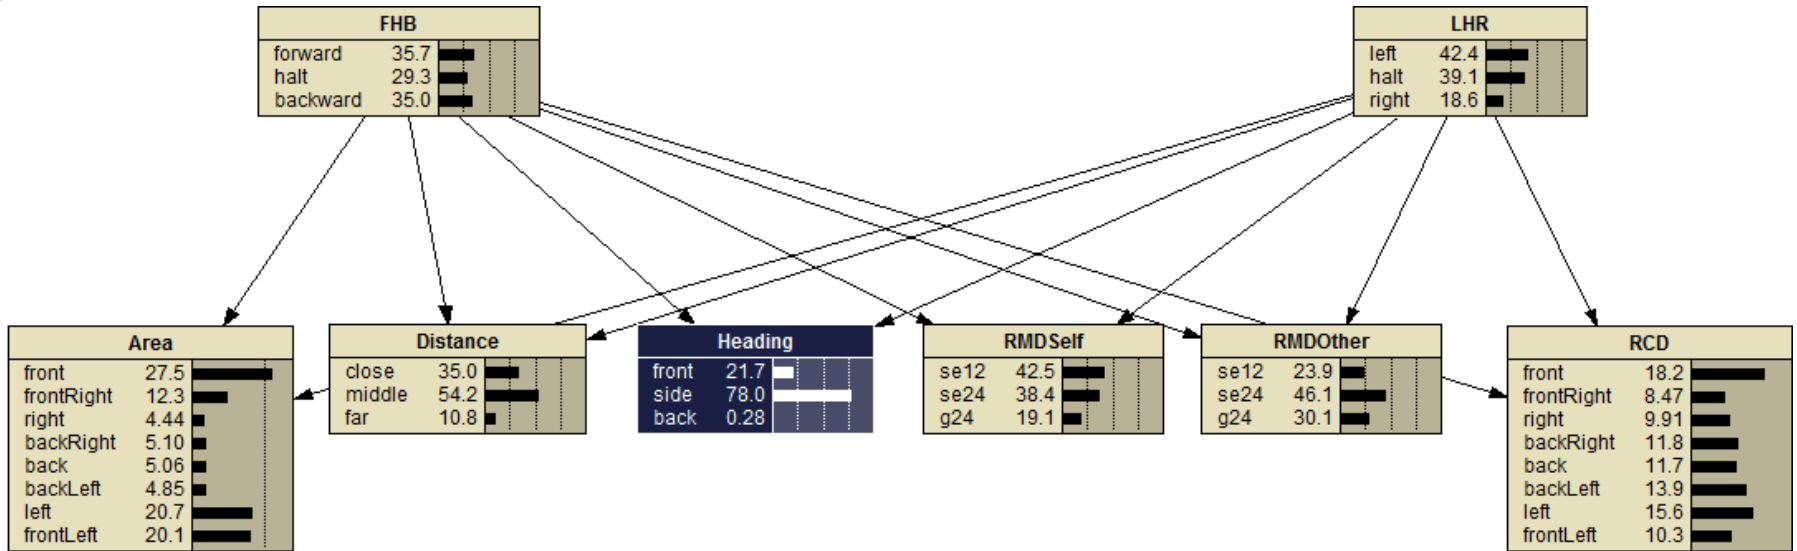 FHB
forward 35.7
halt 29.3
backward 35.0
LHR
left 42.4
halt 39.1
right 18.6
Area
front 27.5
frontRight 12.3
right 4.44
backRight 5.10
back 5.06
backLeft 4.85
left 20.7
frontLeft 20.1
Distance
close 35.0
middle 54.2
far 10.8
Heading
front 21.7
side 78.0
back 0.28
RMDSelf
se12 42.5
se24 38.4
g24 19.1
RMDOther
se12 23.9
se24 46.1
g24 30.1
RCD
front 18.2
frontRight 8.47
right 9.91
backRight 11.8
back 11.7
backLeft 13.9
left 15.6
frontLeft 10.3